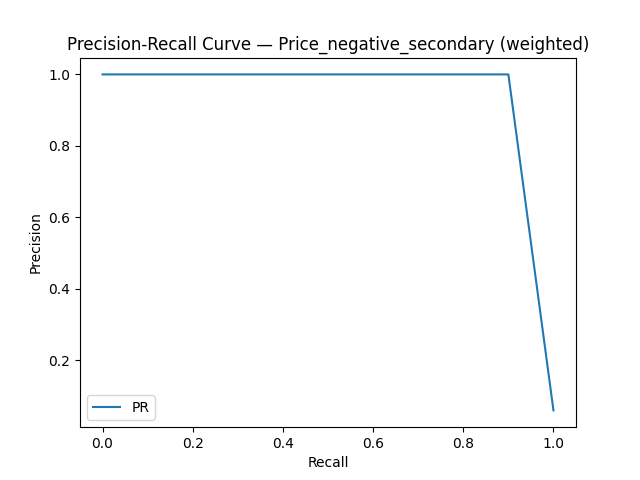 Precision-Recall Curve — Price_negative_secondary (weighted)
1.0
0.8
0.6
0.4
0.2
Precision
PR
0.0 0.2 0.4 0.6 0.8 1.0
Recall